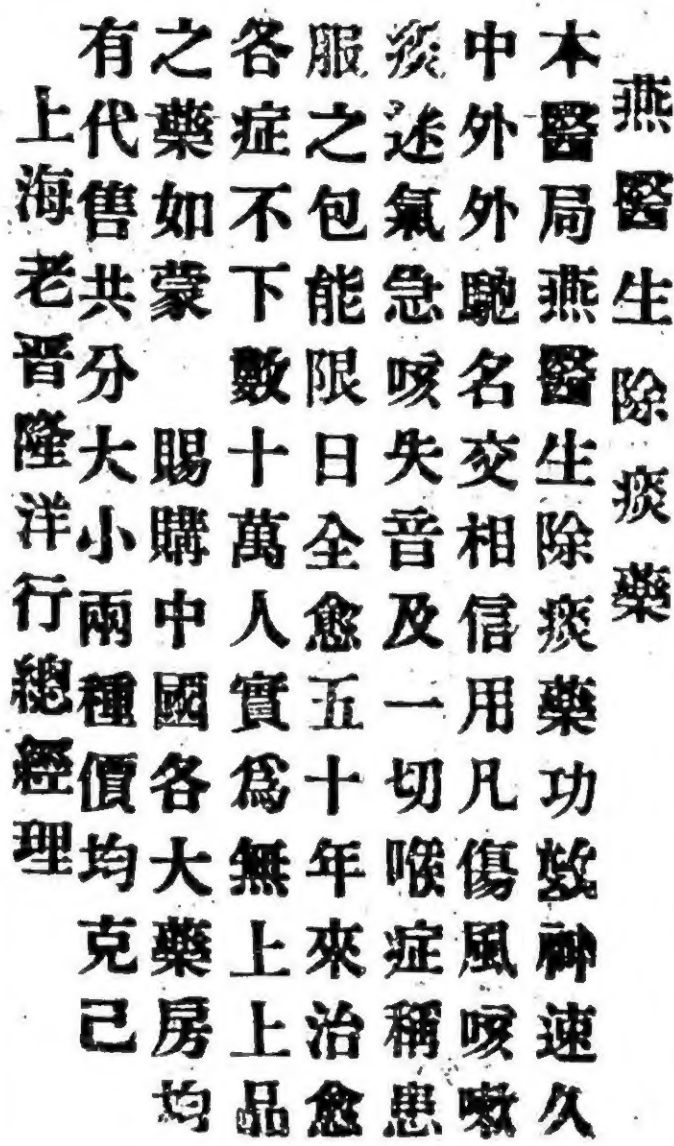 燕醫生除痰藥
本醫局燕醫生除痰藥功效神速久
中外外馳名交相信用凡傷風咳嗽
痰迷氣急咳失音及一切喉症稱患
服之包能限日全愈五十年來治愈
各症不下數十萬人實爲無上上品
之藥如蒙　賜購中國各大藥房均
有代售共分大小兩種價均克己
上海老晋隆洋行總經理